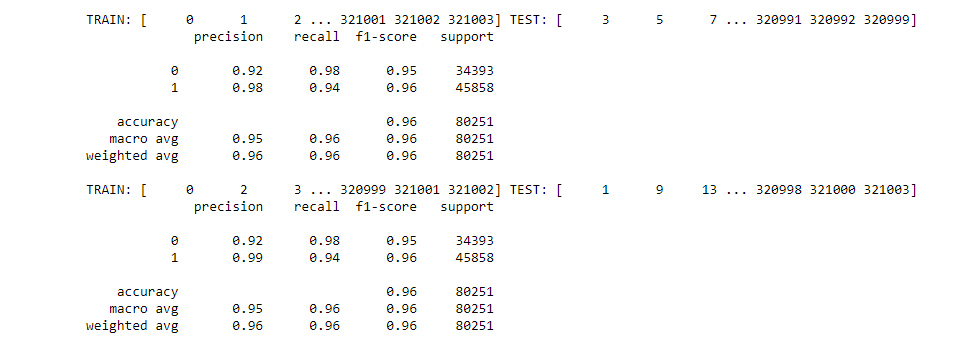 TRAIN: [ 0 1 2 ... 321001 321002 321003] TEST: [ 3 5 7 ... 320991 320992 320999]
precision recall f1-score support
0 0.92 0.98 0.95 34393
1 0.98 0.94 0.96 45858
accuracy 0.96 80251
macro avg 0.95 0.96 0.96 80251
weighted avg 0.96 0.96 0.96 80251
TRAIN: [ 0 2 3 ... 320999 321001 321002] TEST: [ 1 9 13 ... 320998 321000 321003]
precision recall f1-score support
0 0.92 0.98 0.95 34393
1 0.99 0.94 0.96 45858
accuracy 0.96 80251
macro avg 0.95 0.96 0.96 80251
weighted avg 0.96 0.96 0.96 80251